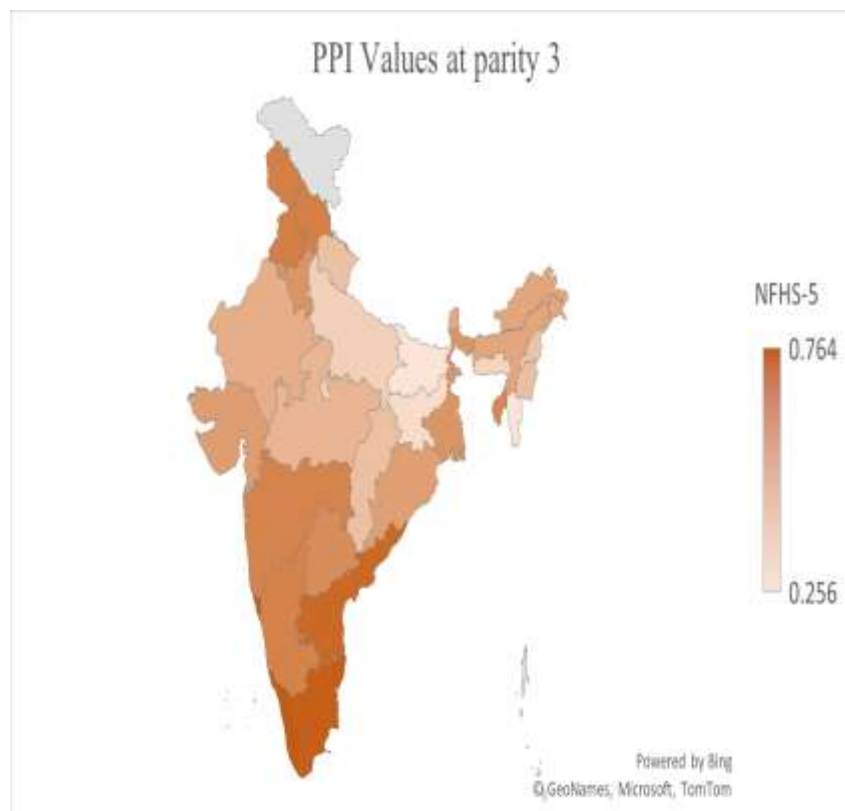 PPI Values at parity 3
NFHS-5
0.764
0.256
Powered by Bing
© GeoNames, Microsoft, TomTom